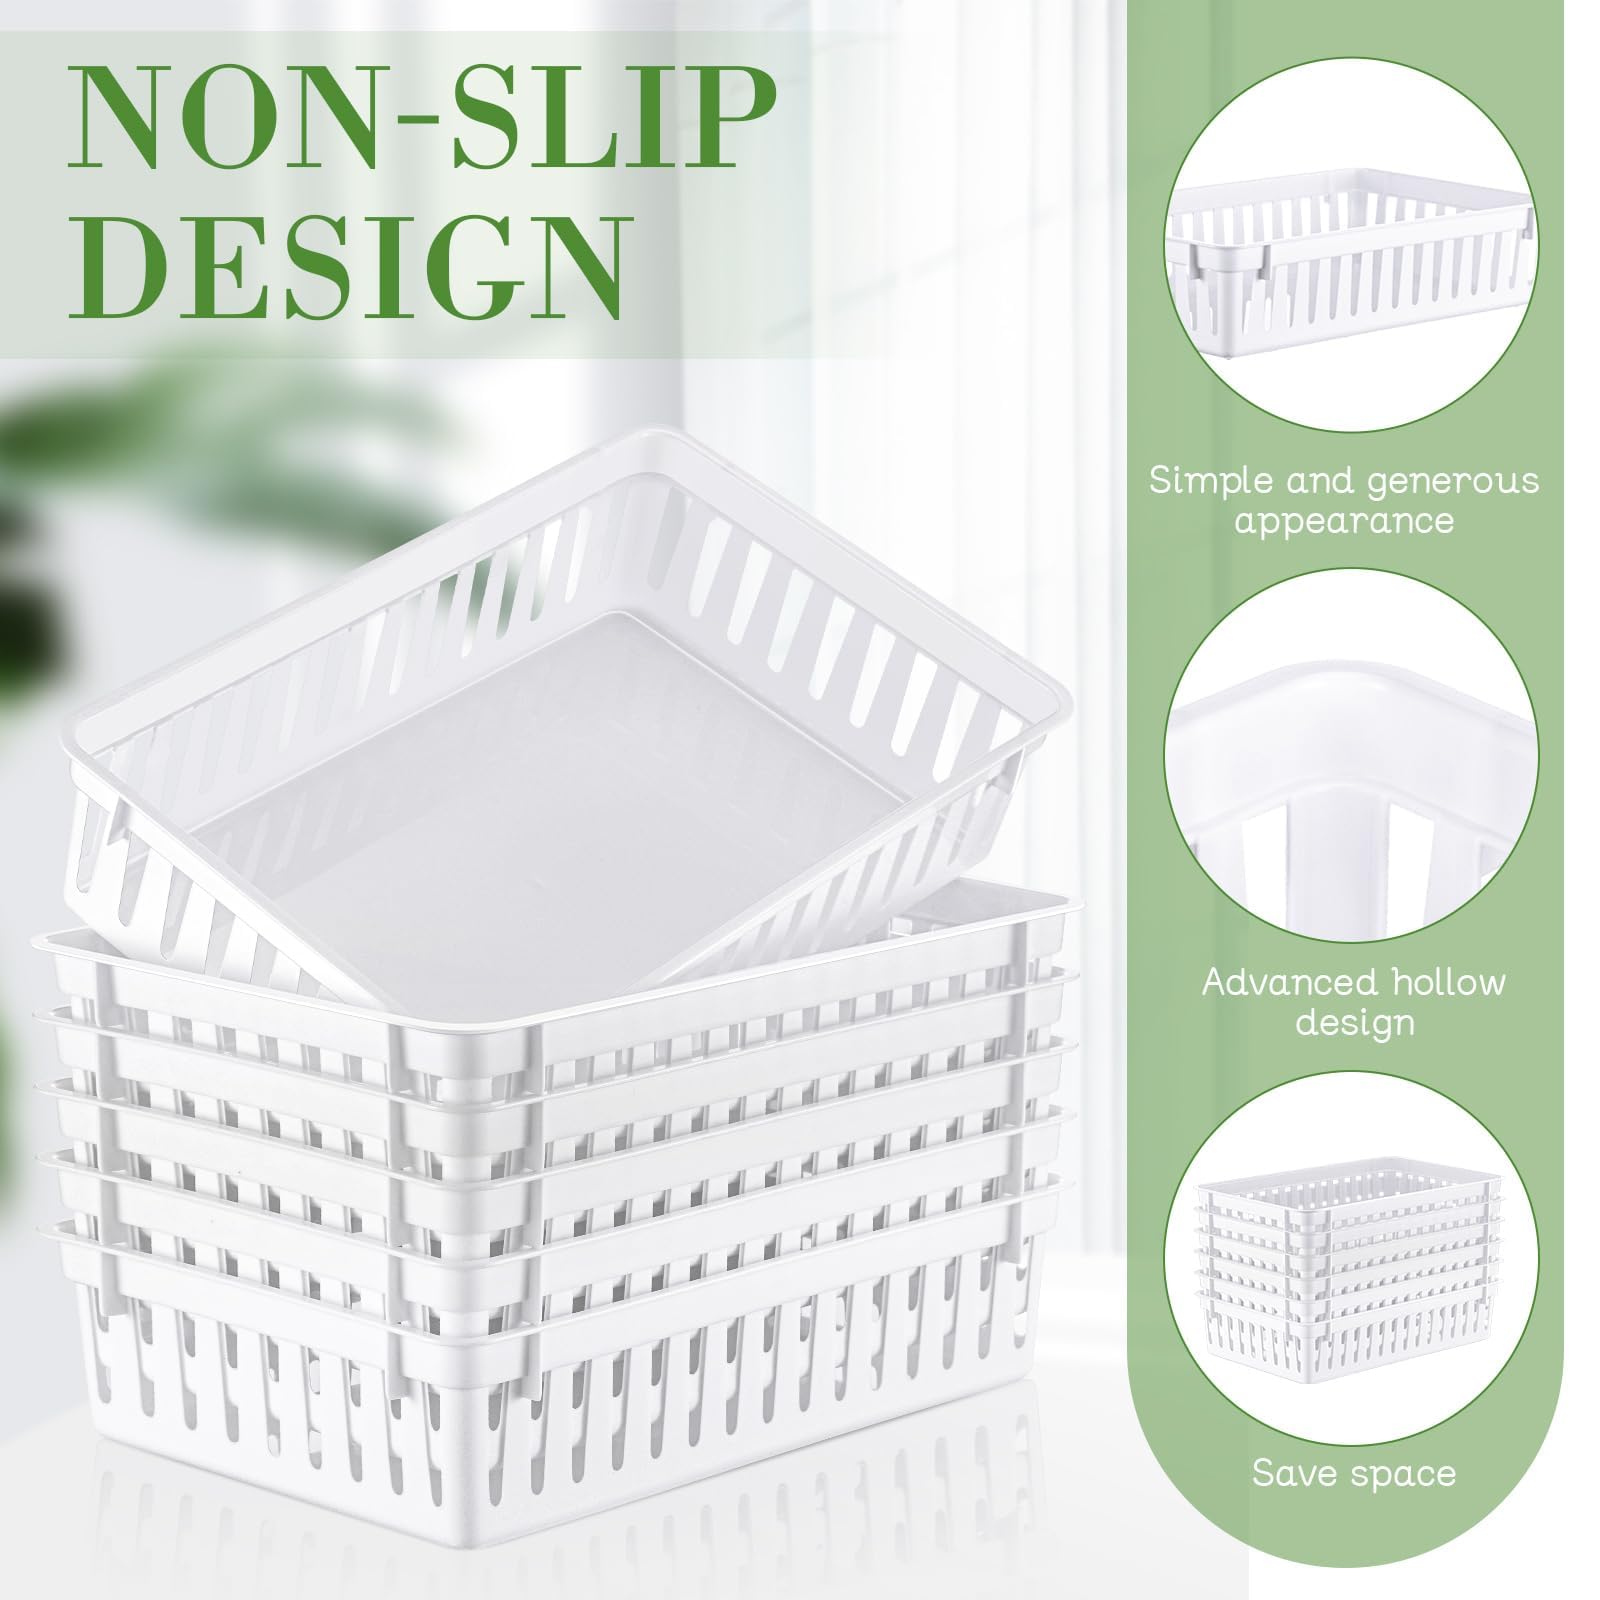 NON-SLIP
DESIGN
Simple and generous
appearance
Advanced hollow
design
Save space